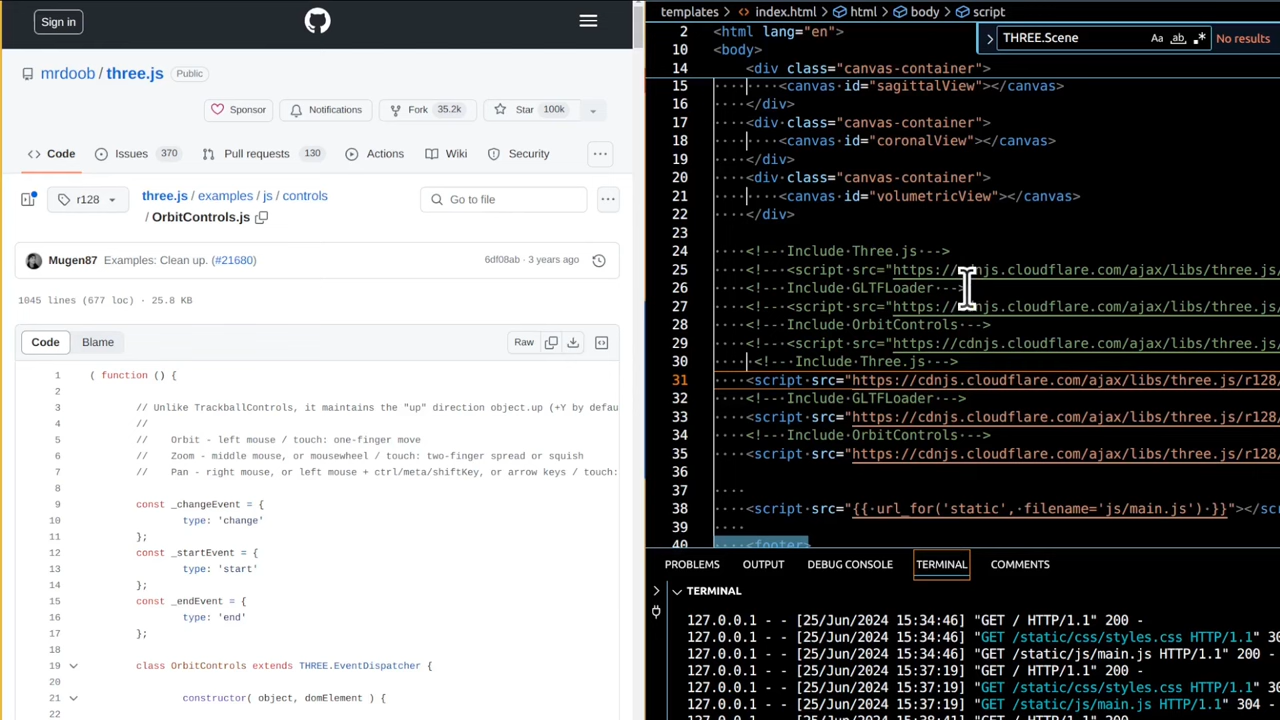 Sign in
mrdoob / three.js Public
Sponsor Notifications Fork 35.2k Star 100k
Code Issues 370 Pull requests 130 Actions Wiki Security
r128 three.js / examples / js / controls
/ OrbitControls.js
Go to file
Mugen87 Examples: Clean up. (#21680) 6df08ab · 3 years ago
1045 lines (677 loc) · 25.8 KB
Code Blame Raw
1 ( function () {
2
3 // Unlike TrackballControls, it maintains the "up" direction object.up (+Y by defau
4 //
5 // Orbit - left mouse / touch: one-finger move
6 // Zoom - middle mouse, or mousewheel / touch: two-finger spread or squish
7 // Pan - right mouse, or left mouse + ctrl/meta/shiftKey, or arrow keys / touch:
8
9 const _changeEvent = {
10 type: 'change'
11 };
12 const _startEvent = {
13 type: 'start'
14 };
15 const _endEvent = {
16 type: 'end'
17 };
18
19 class OrbitControls extends THREE.EventDispatcher {
20
21 constructor( object, domElement ) {
22
templates > index.html > html > body > script
THREE.Scene Aa ab .* No results
2 <html lang="en">
10 <body>
14 <div class="canvas-container">
15 <canvas id="sagittalView"></canvas>
16 </div>
17 <div class="canvas-container">
18 <canvas id="coronalView"></canvas>
19 </div>
20 <div class="canvas-container">
21 <canvas id="volumetricView"></canvas>
22 </div>
23
24 <!-- Include Three.js -->
25 <!-- <script src="https://cdnjs.cloudflare.com/ajax/libs/three.js/
26 <!-- Include GLTFLoader -->
27 <!-- <script src="https://cdnjs.cloudflare.com/ajax/libs/three.js/
28 <!-- Include OrbitControls -->
29 <!-- <script src="https://cdnjs.cloudflare.com/ajax/libs/three.js/
30 <!-- Include Three.js -->
31 <script src="https://cdnjs.cloudflare.com/ajax/libs/three.js/r128/
32 <!-- Include GLTFLoader -->
33 <script src="https://cdnjs.cloudflare.com/ajax/libs/three.js/r128/
34 <!-- Include OrbitControls -->
35 <script src="https://cdnjs.cloudflare.com/ajax/libs/three.js/r128/
36
37
38 <script src="{{ url_for('static', filename='js/main.js') }}"></scr
39
40 <footer>
PROBLEMS OUTPUT DEBUG CONSOLE TERMINAL COMMENTS
TERMINAL
127.0.0.1 - - [25/Jun/2024 15:34:46] "GET / HTTP/1.1" 200 -
127.0.0.1 - - [25/Jun/2024 15:34:46] "GET /static/css/styles.css HTTP/1.1" 30
127.0.0.1 - - [25/Jun/2024 15:34:46] "GET /static/js/main.js HTTP/1.1" 200 -
127.0.0.1 - - [25/Jun/2024 15:37:19] "GET / HTTP/1.1" 200 -
127.0.0.1 - - [25/Jun/2024 15:37:19] "GET /static/css/styles.css HTTP/1.1" 30
127.0.0.1 - - [25/Jun/2024 15:37:19] "GET /static/js/main.js HTTP/1.1" 304 -
127.0.0.1 - - [25/Jun/2024 15:38:41] "GET / HTTP/1.1" 200 -